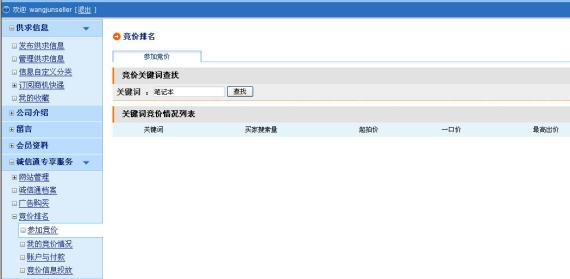 欢迎 wangjunseller [退出]
供求信息
发布供求信息
管理供求信息
信息自定义分类
订阅商机快递
我的收藏
公司介绍
留言
会员资料
诚信通专享服务
网站管理
诚信通档案
广告购买
竞价排名
参加竞价
我的竞价情况
账户与付款
竞价信息投放
竞价排名
参加竞价
竞价关键词查找
关键词 ： 笔记本 查找
关键词竞价情况列表
关键词 买家搜索量 起拍价 一口价 最高出价